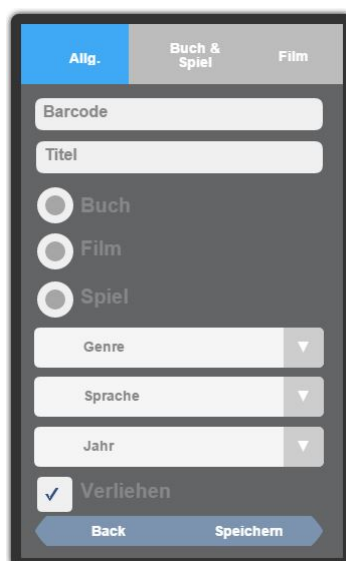 Allg.
Buch &
Spiel
Film
Barcode
Titel
Buch
Film
Spiel
Genre
Sprache
Jahr
Verliehen
Back
Speichern